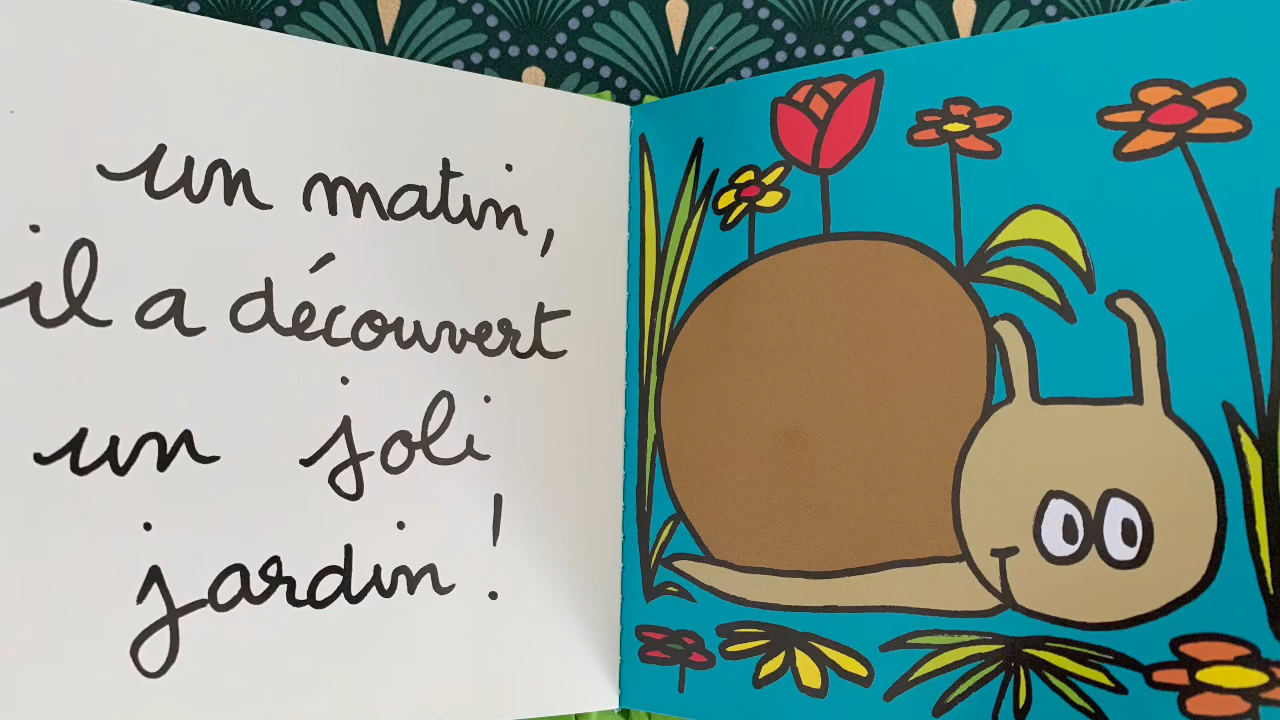 un matin,
il a découvert
un joli
jardin !